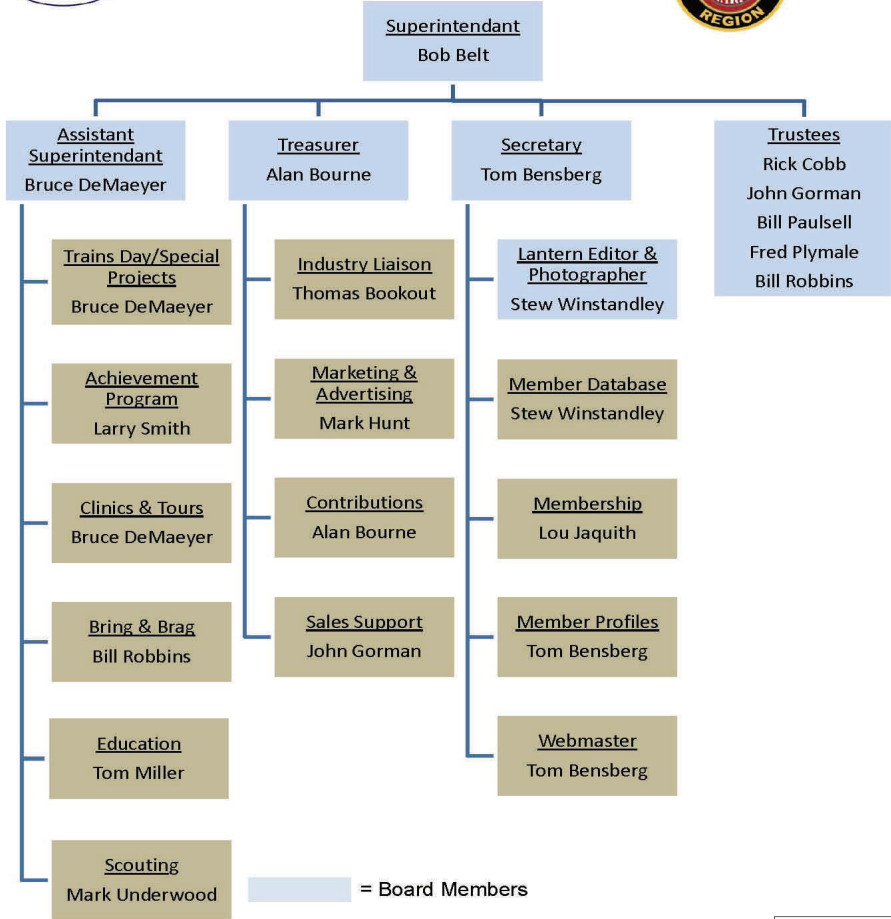 REGION
Superintendant
Bob Belt
Assistant
Superintendant
Bruce DeMaeyer
Treasurer
Alan Bourne
Secretary
Tom Bensberg
Trustees
Rick Cobb
John Gorman
Bill Paulsell
Fred Plymale
Bill Robbins
Trains Day/Special
Projects
Bruce DeMaeyer
Achievement
Program
Larry Smith
Clinics & Tours
Bruce DeMaeyer
Bring & Brag
Bill Robbins
Education
Tom Miller
Scouting
Mark Underwood
Industry Liaison
Thomas Bookout
Marketing &
Advertising
Mark Hunt
Contributions
Alan Bourne
Sales Support
John Gorman
Lantern Editor &
Photographer
Stew Winstandley
Member Database
Stew Winstandley
Membership
Lou Jaquith
Member Profiles
Tom Bensberg
Webmaster
Tom Bensberg
= Board Members